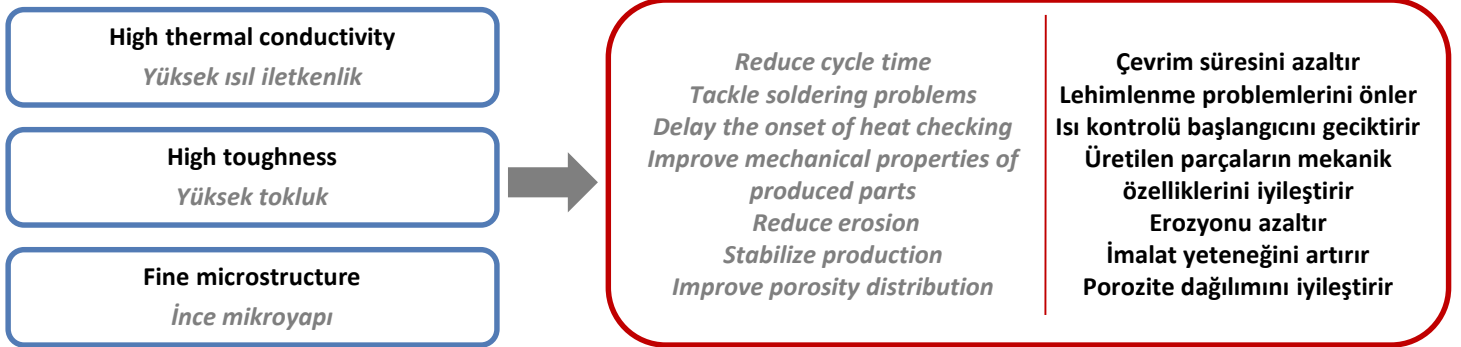 High thermal conductivity
Yüksek ısıl iletkenlik
High toughness
Yüksek tokluk
Fine microstructure
İnce mikroyapı
Reduce cycle time
Tackle soldering problems
Delay the onset of heat checking
Improve mechanical properties of
produced parts
Reduce erosion
Stabilize production
Improve porosity distribution
Çevrim süresini azaltır
Lehimlenme problemlerini önler
Isı kontrolü başlangıcını geciktirir
Üretilen parçaların mekanik
özelliklerini iyileştirir
Erozyonu azaltır
İmalat yeteneğini artırır
Porozite dağılımını iyileştirir